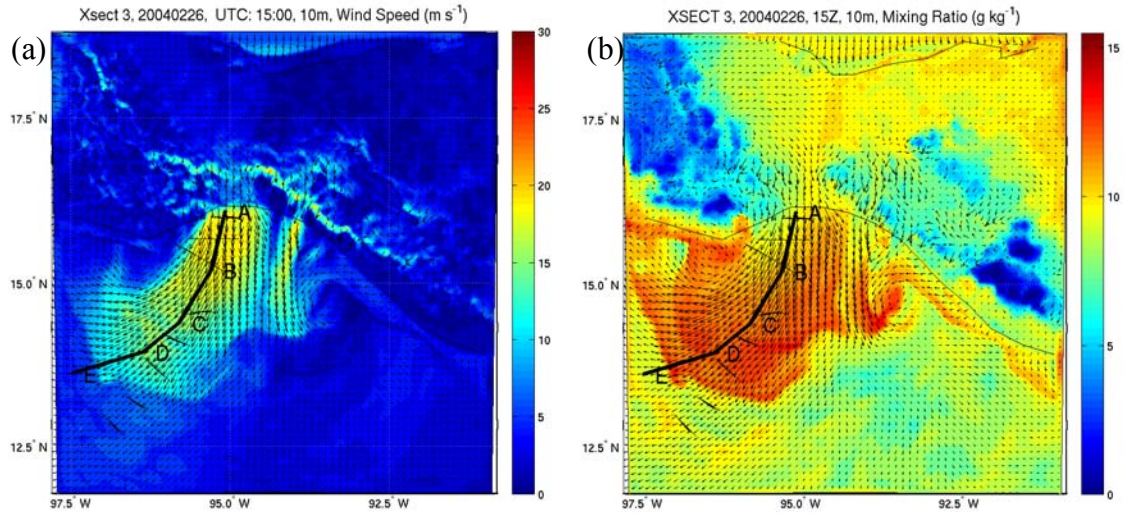 Xsect 3, 20040226, UTC: 15:00, 10m, Wind Speed (m s⁻¹)
(a)
17.5° N
15.0° N
12.5° N
97.5° W
95.0° W
92.5° W
A
B
C
D
E
30
25
20
15
10
5
0
XSECT 3, 20040226, 15Z, 10m, Mixing Ratio (g kg⁻¹)
(b)
17.5° N
15.0° N
12.5° N
97.5° W
95.0° W
92.5° W
A
B
C
D
E
15
10
5
0